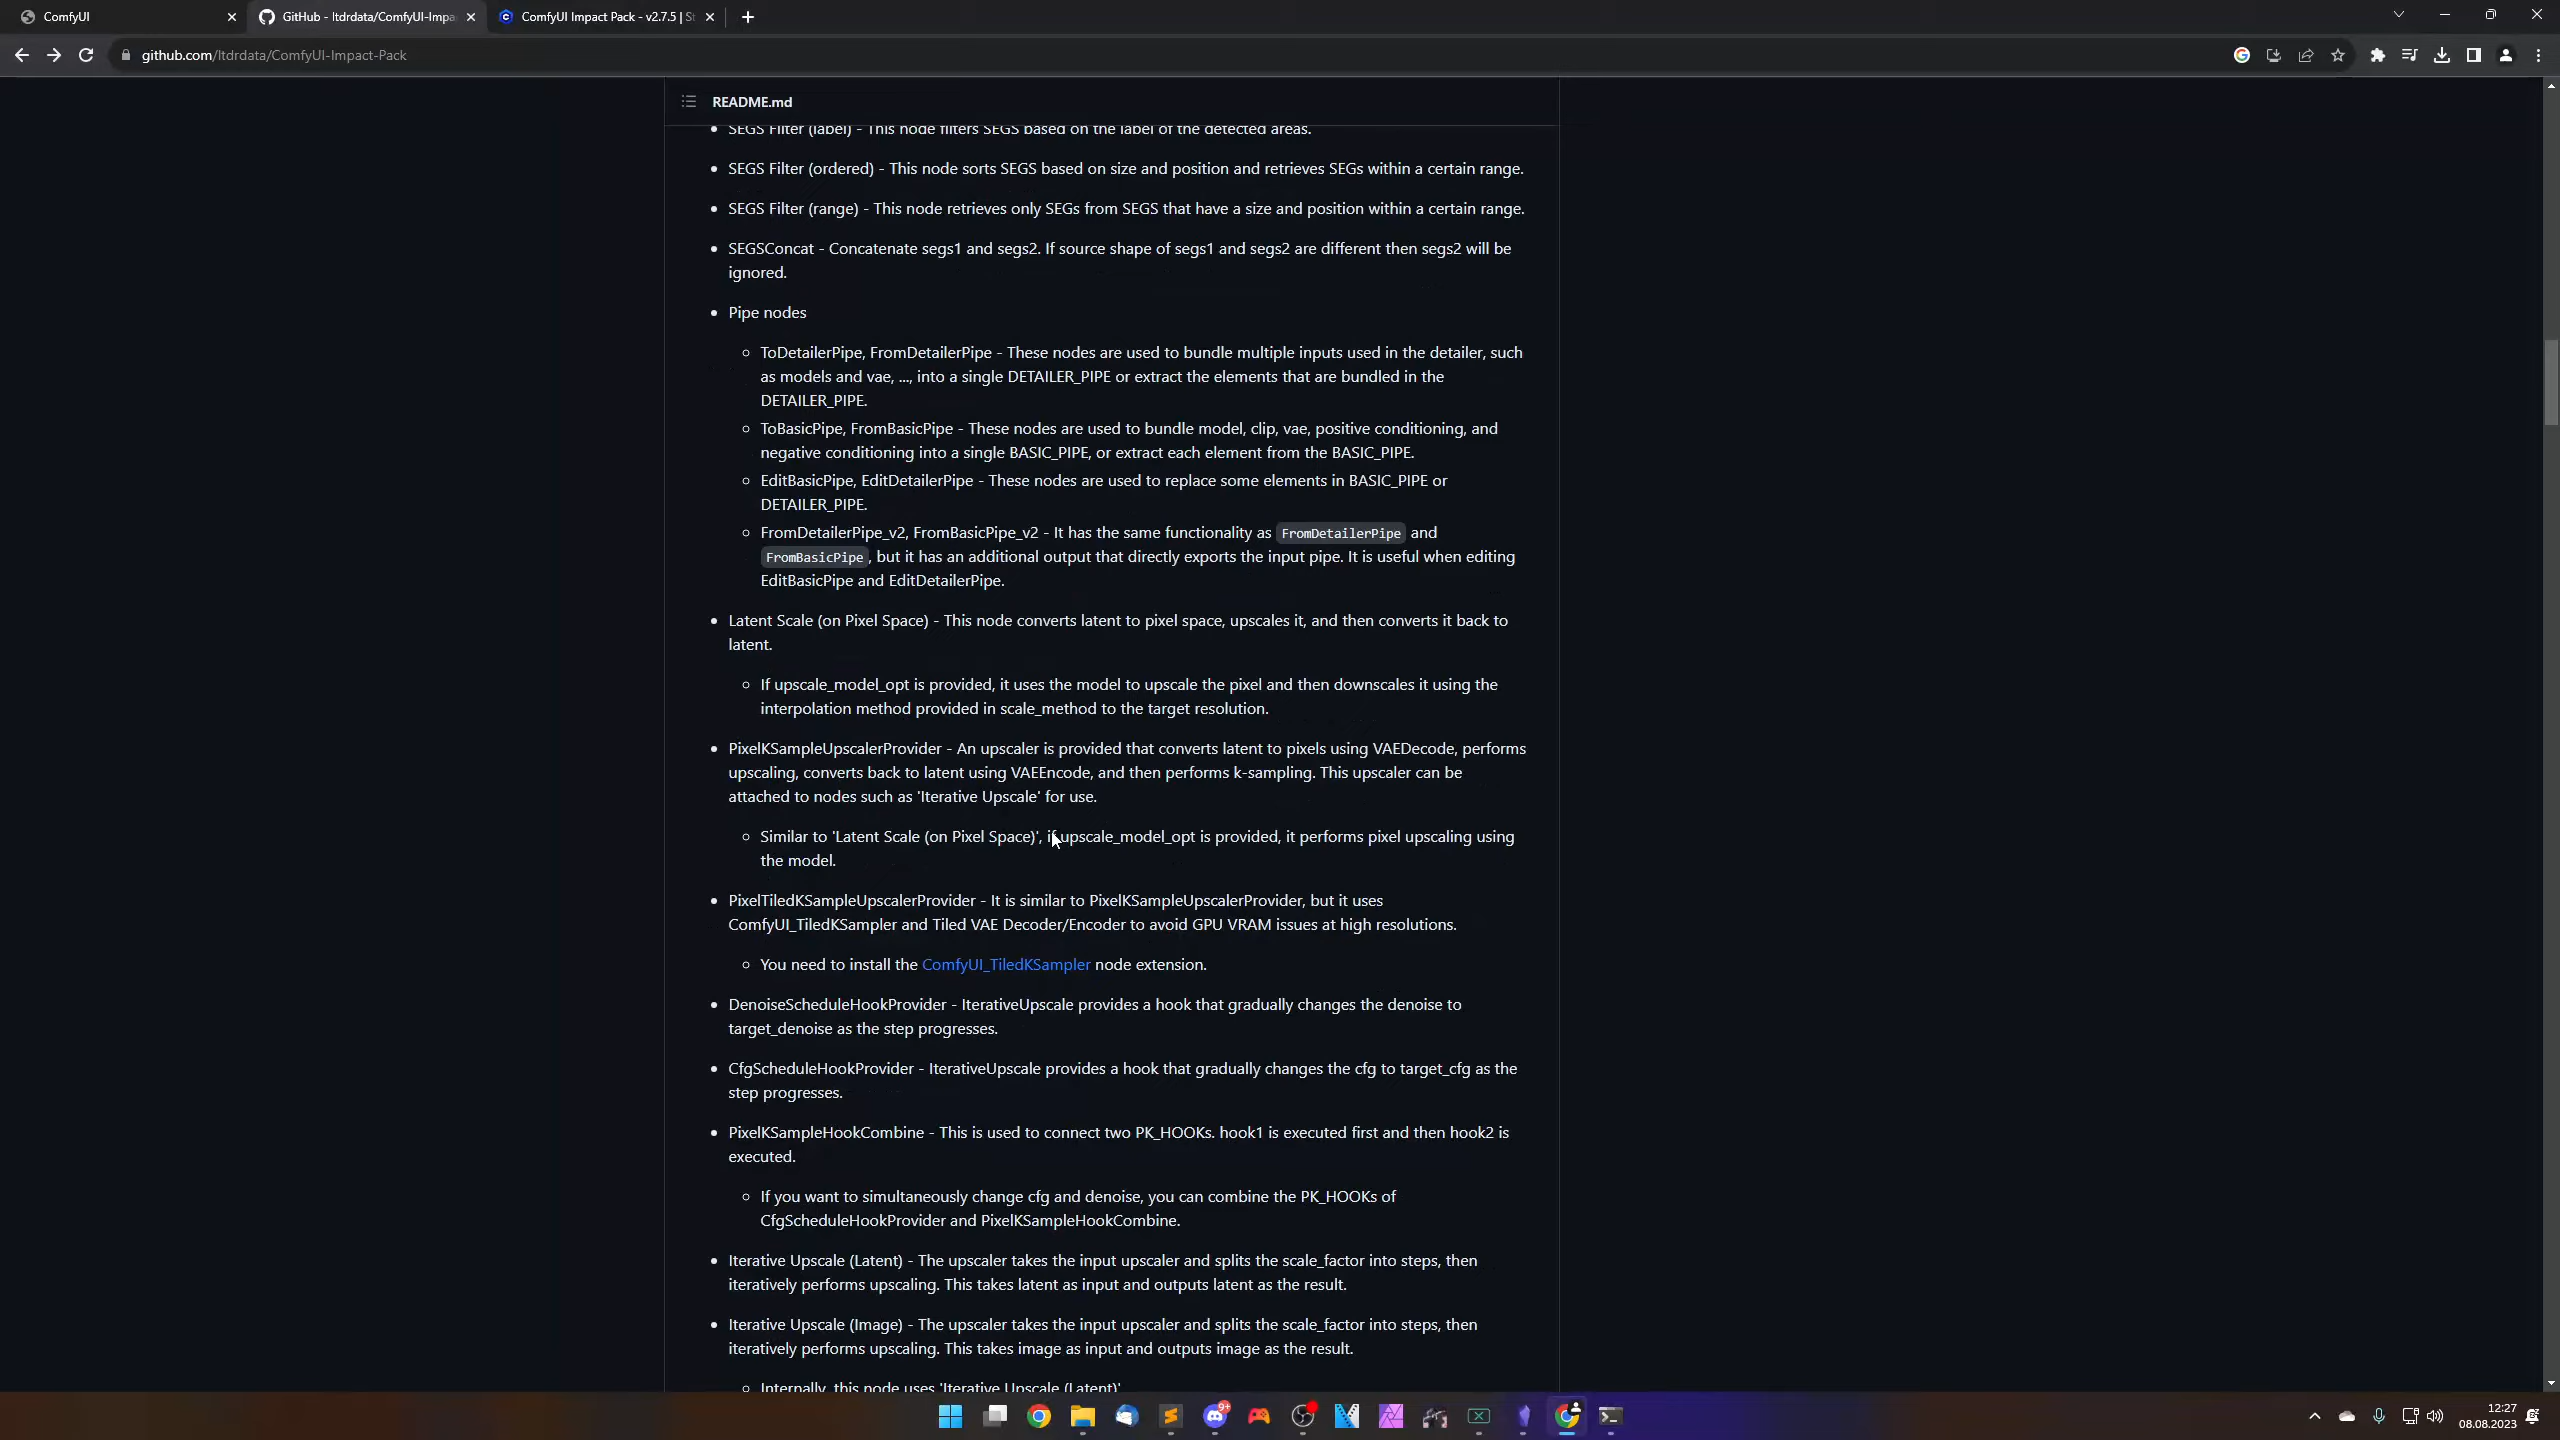 ComfyUI
GitHub - ltdrdata/ComfyUI-Impa
ComfyUI Impact Pack - v2.7.5 | St
github.com/ltdrdata/ComfyUI-Impact-Pack
README.md
SEGS Filter (label) - This node filters SEGS based on the label of the detected areas.
SEGS Filter (ordered) - This node sorts SEGS based on size and position and retrieves SEGs within a certain range.
SEGS Filter (range) - This node retrieves only SEGs from SEGS that have a size and position within a certain range.
SEGSConcat - Concatenate segs1 and segs2. If source shape of segs1 and segs2 are different then segs2 will be
ignored.
Pipe nodes
ToDetailerPipe, FromDetailerPipe - These nodes are used to bundle multiple inputs used in the detailer, such
as models and vae, ..., into a single DETAILER_PIPE or extract the elements that are bundled in the
DETAILER_PIPE.
ToBasicPipe, FromBasicPipe - These nodes are used to bundle model, clip, vae, positive conditioning, and
negative conditioning into a single BASIC_PIPE, or extract each element from the BASIC_PIPE.
EditBasicPipe, EditDetailerPipe - These nodes are used to replace some elements in BASIC_PIPE or
DETAILER_PIPE.
FromDetailerPipe_v2, FromBasicPipe_v2 - It has the same functionality as FromDetailerPipe and
FromBasicPipe, but it has an additional output that directly exports the input pipe. It is useful when editing
EditBasicPipe and EditDetailerPipe.
Latent Scale (on Pixel Space) - This node converts latent to pixel space, upscales it, and then converts it back to
latent.
If upscale_model_opt is provided, it uses the model to upscale the pixel and then downscales it using the
interpolation method provided in scale_method to the target resolution.
PixelKSampleUpscalerProvider - An upscaler is provided that converts latent to pixels using VAEDecode, performs
upscaling, converts back to latent using VAEEncode, and then performs k-sampling. This upscaler can be
attached to nodes such as 'Iterative Upscale' for use.
Similar to 'Latent Scale (on Pixel Space)', if upscale_model_opt is provided, it performs pixel upscaling using
the model.
PixelTiledKSampleUpscalerProvider - It is similar to PixelKSampleUpscalerProvider, but it uses
ComfyUI_TiledKSampler and Tiled VAE Decoder/Encoder to avoid GPU VRAM issues at high resolutions.
You need to install the ComfyUI_TiledKSampler node extension.
DenoiseScheduleHookProvider - IterativeUpscale provides a hook that gradually changes the denoise to
target_denoise as the step progresses.
CfgScheduleHookProvider - IterativeUpscale provides a hook that gradually changes the cfg to target_cfg as the
step progresses.
PixelKSampleHookCombine - This is used to connect two PK_HOOKs. hook1 is executed first and then hook2 is
executed.
If you want to simultaneously change cfg and denoise, you can combine the PK_HOOKs of
CfgScheduleHookProvider and PixelKSampleHookCombine.
Iterative Upscale (Latent) - The upscaler takes the input upscaler and splits the scale_factor into steps, then
iteratively performs upscaling. This takes latent as input and outputs latent as the result.
Iterative Upscale (Image) - The upscaler takes the input upscaler and splits the scale_factor into steps, then
iteratively performs upscaling. This takes image as input and outputs image as the result.
Internally, this node uses 'Iterative Upscale (Latent)'.
9+
12:27
08.08.2023